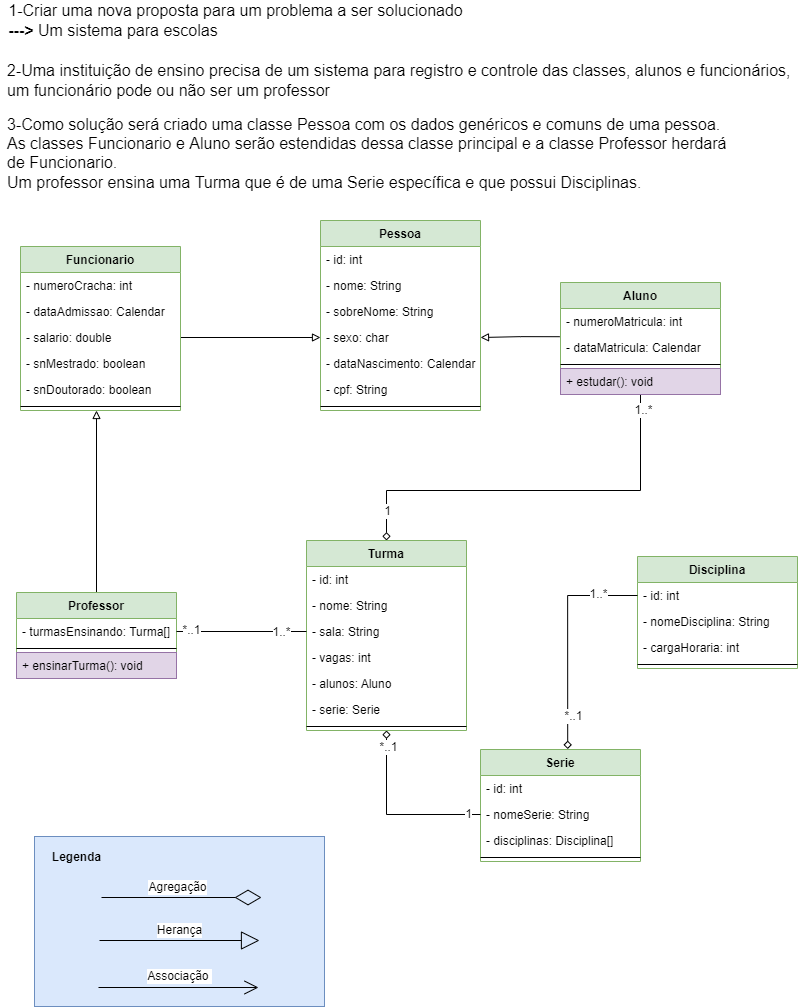 1-Criar uma nova proposta para um problema a ser solucionado
---> Um sistema para escolas
2-Uma instituição de ensino precisa de um sistema para registro e controle das classes, alunos e funcionários,
um funcionário pode ou não ser um professor
3-Como solução será criado uma classe Pessoa com os dados genéricos e comuns de uma pessoa.
As classes Funcionario e Aluno serão estendidas dessa classe principal e a classe Professor herdará
de Funcionario.
Um professor ensina uma Turma que é de uma Serie específica e que possui Disciplinas.
Funcionario
- numeroCracha: int
- dataAdmissao: Calendar
- salario: double
- snMestrado: boolean
- snDoutorado: boolean
Pessoa
- id: int
- nome: String
- sobreNome: String
- sexo: char
- dataNascimento: Calendar
- cpf: String
Aluno
- numeroMatricula: int
- dataMatricula: Calendar
+ estudar(): void
1..*
1
Turma
- id: int
- nome: String
- sala: String
- vagas: int
- alunos: Aluno
- serie: Serie
Professor
- turmasEnsinando: Turma[]
+ ensinarTurma(): void
*..1
1..*
Disciplina
- id: int
- nomeDisciplina: String
- cargaHoraria: int
1..*
*..1
*..1
1
Serie
- id: int
- nomeSerie: String
- disciplinas: Disciplina[]
Legenda
Agregação
Herança
Associação